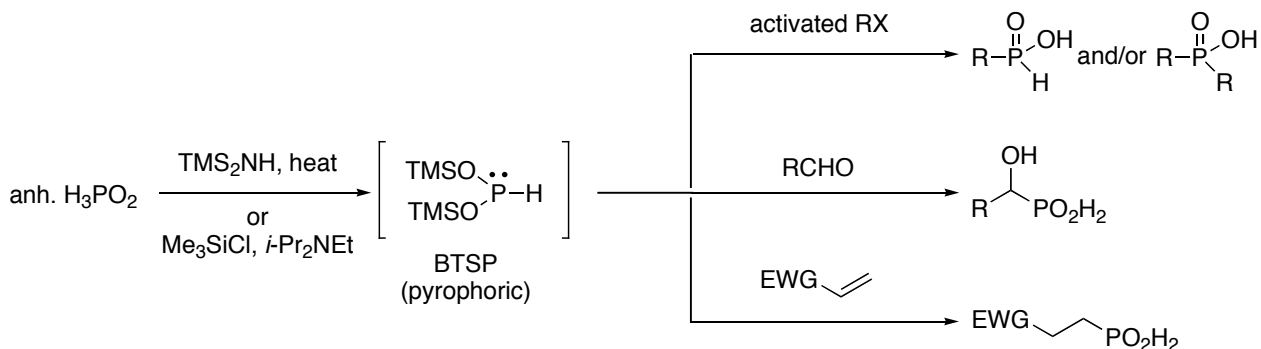 anh. H3PO2
TMS2NH, heat
or
Me3SiCl, i-Pr2NEt
TMSO
TMSO
P
H
BTSP
(pyrophoric)
activated RX
O
R
P
OH
H
and/or
O
R
P
OH
R
RCHO
OH
R
PO2H2
EWG
EWG
PO2H2